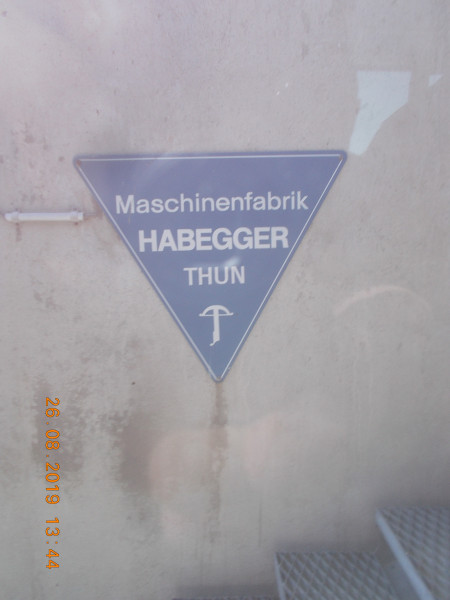 Maschinenfabrik
HABEGGER
THUN
26.08.2019 13:44